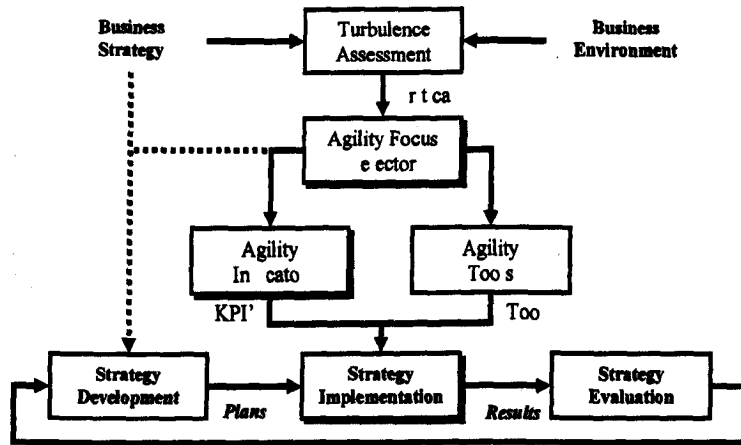 Business
Strategy
Turbulence
Assessment
Business
Environment
r t ca
Agility Focus
e ector
Agility
In cato
Agility
Too s
KPI'
Too
Strategy
Development
Plans
Strategy
Implementation
Results
Strategy
Evaluation